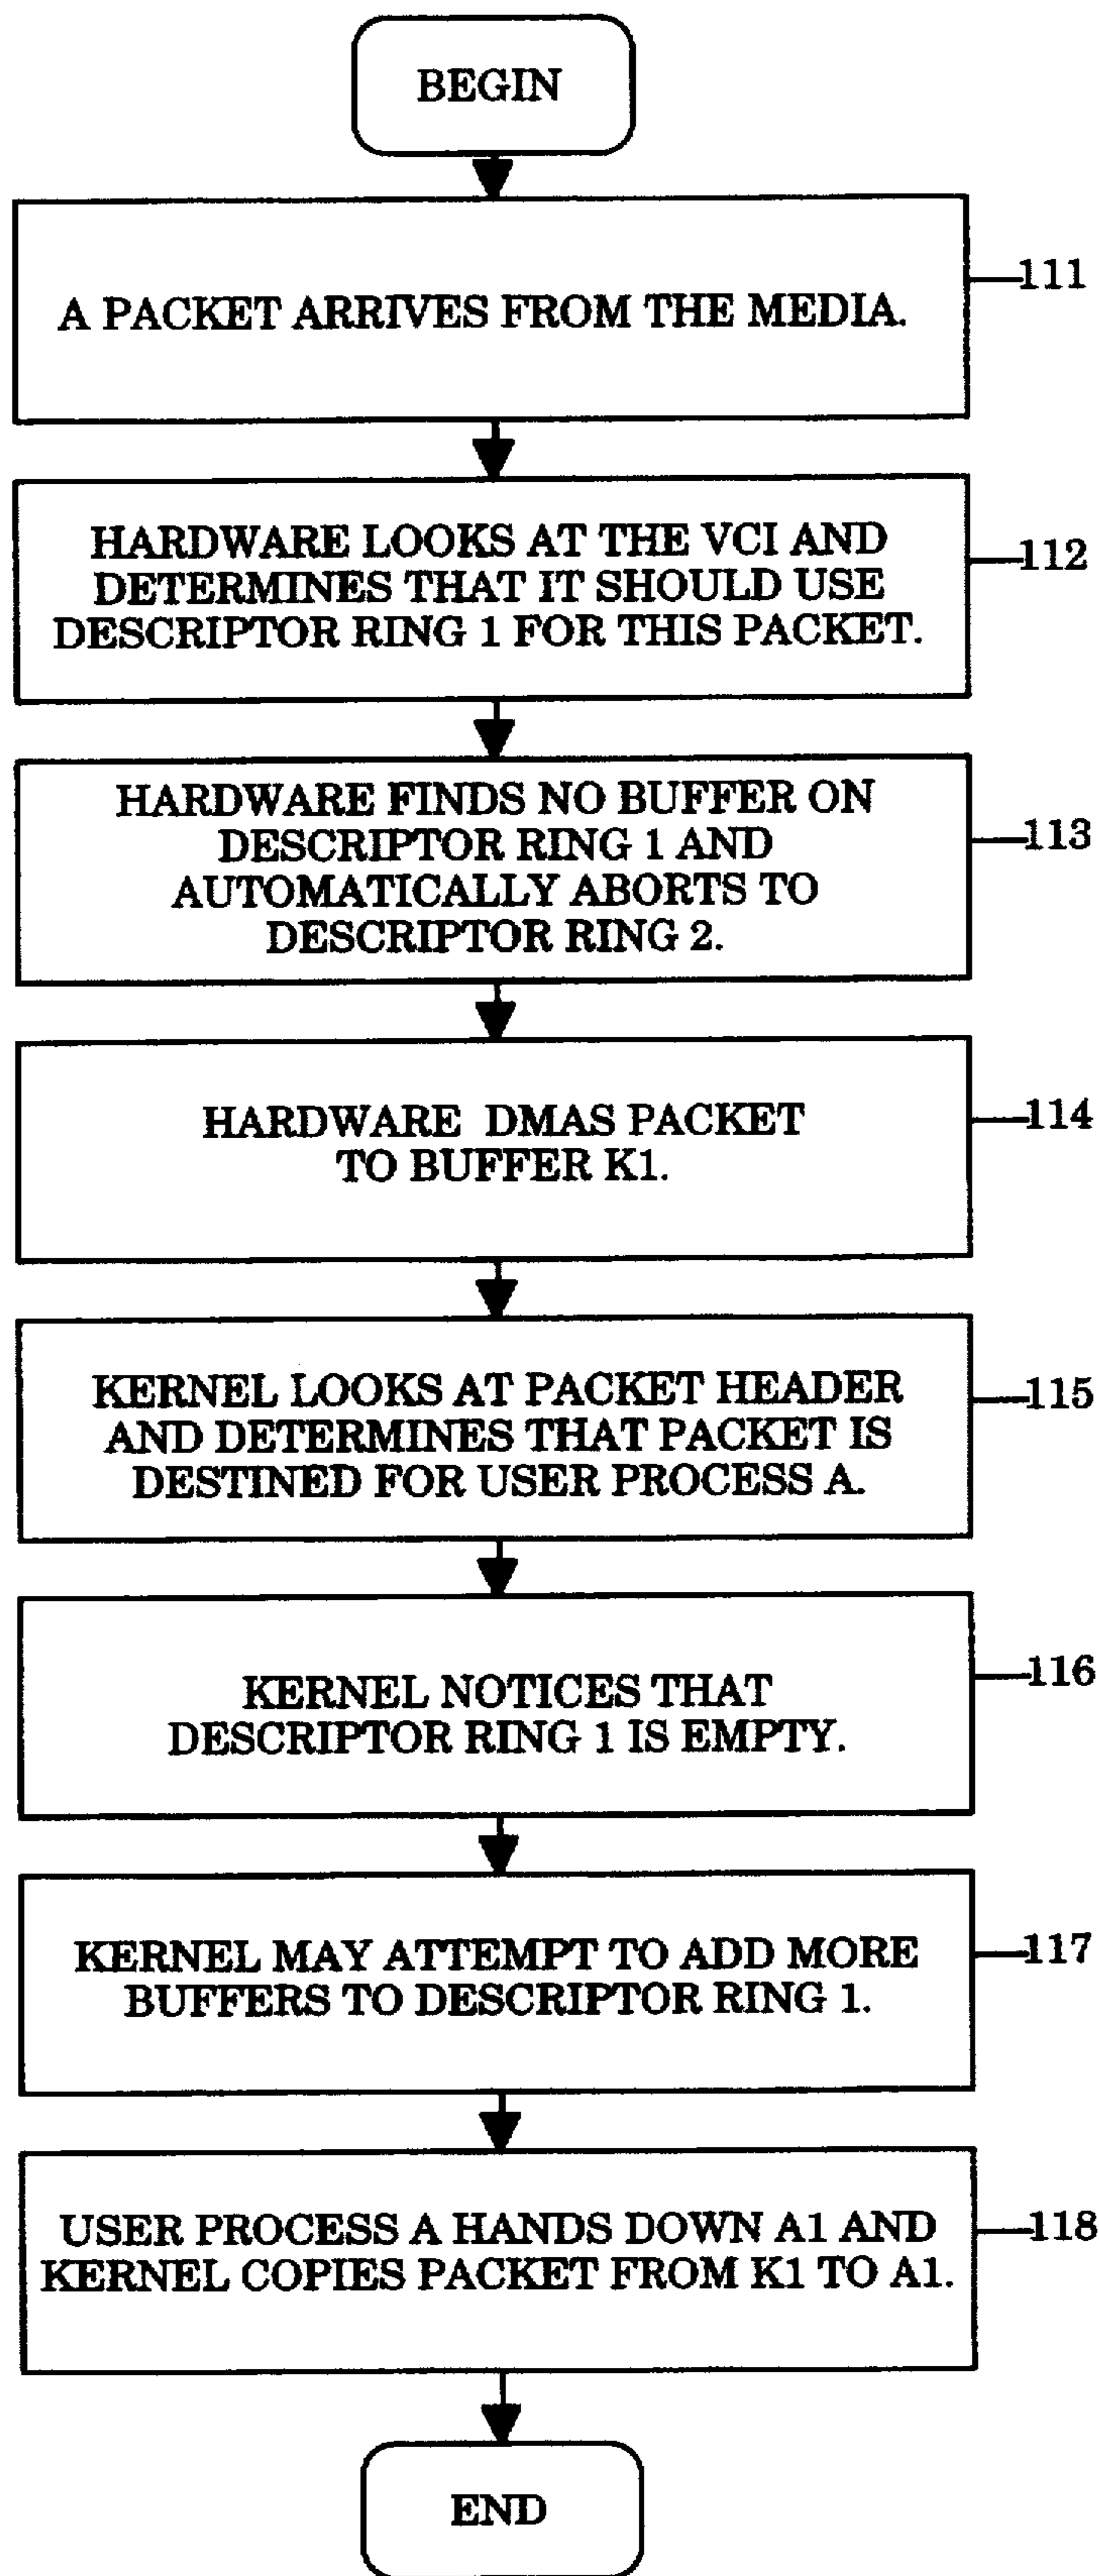 BEGIN
A PACKET ARRIVES FROM THE MEDIA.
111
HARDWARE LOOKS AT THE VCI AND
DETERMINES THAT IT SHOULD USE
DESCRIPTOR RING 1 FOR THIS PACKET.
112
HARDWARE FINDS NO BUFFER ON
DESCRIPTOR RING 1 AND
AUTOMATICALLY ABORTS TO
DESCRIPTOR RING 2.
113
HARDWARE DMAS PACKET
TO BUFFER K1.
114
KERNEL LOOKS AT PACKET HEADER
AND DETERMINES THAT PACKET IS
DESTINED FOR USER PROCESS A.
115
KERNEL NOTICES THAT
DESCRIPTOR RING 1 IS EMPTY.
116
KERNEL MAY ATTEMPT TO ADD MORE
BUFFERS TO DESCRIPTOR RING 1.
117
USER PROCESS A HANDS DOWN A1 AND
KERNEL COPIES PACKET FROM K1 TO A1.
118
END